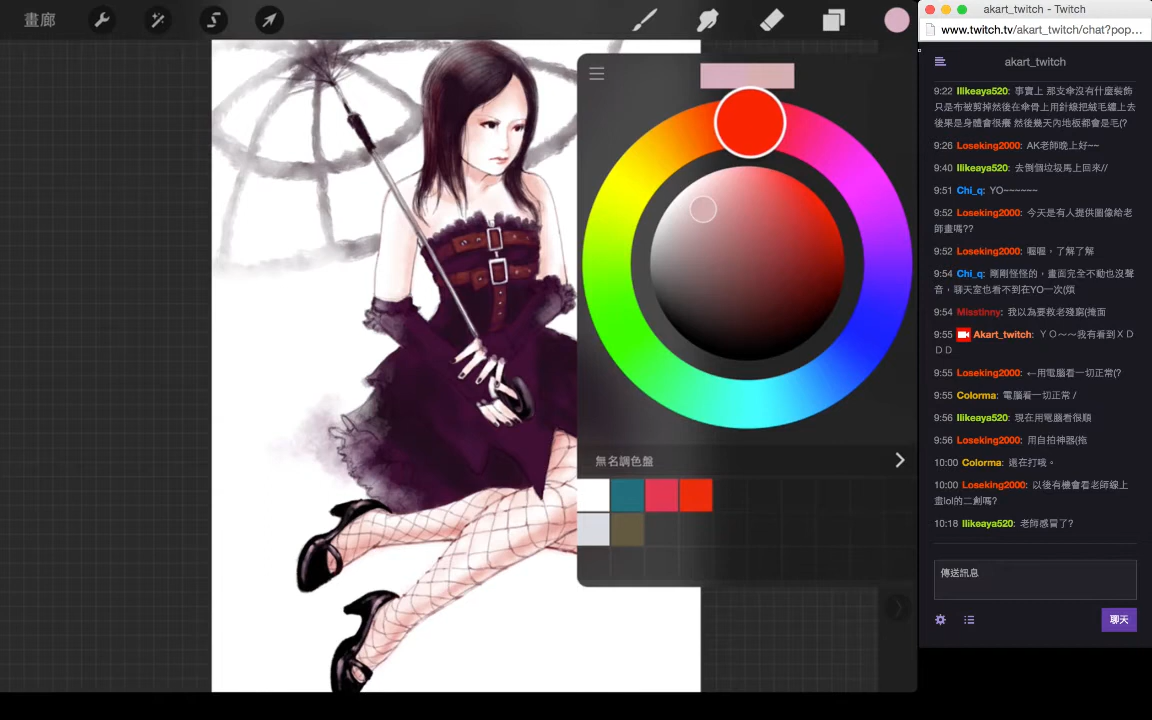 畫廊
akart_twitch - Twitch
www.twitch.tv/akart_twitch/chat?pop…
akart_twitch
9:22 Ilikeaya520: 事實上 那支傘沒有什麼裝飾
只是布被剪掉然後在傘骨上用針線把絨毛纏上去
後果是身體會很癢 然後幾天內地板都會是毛(?
9:26 Loseking2000: AK老師晚上好~~
9:40 Ilikeaya520: 去倒個垃圾馬上回來//
9:51 Chi_q: YO~~~~~~
9:52 Loseking2000: 今天是有人提供圖像給老
師畫嗎??
9:52 Loseking2000: 喔喔，了解了解
9:54 Chi_q: 剛剛怪怪的，畫面完全不動也沒聲
音，聊天室也看不到在YO一次(煩
9:54 Misstinny: 我以為要救老殘窮(掩面
9:55 Akart_twitch: ＹＯ～～我有看到ＸＤ
ＤＤ
9:55 Loseking2000: ←用電腦看一切正常(?
9:55 Colorma: 電腦看一切正常 /
9:56 Ilikeaya520: 現在用電腦看很順
9:56 Loseking2000: 用自拍神器(拖
10:00 Colorma: 還在打噴。
10:00 Loseking2000: 以後有機會看老師線上
畫lol的二創嗎?
10:18 Ilikeaya520: 老師感冒了?
無名調色盤
傳送訊息
聊天